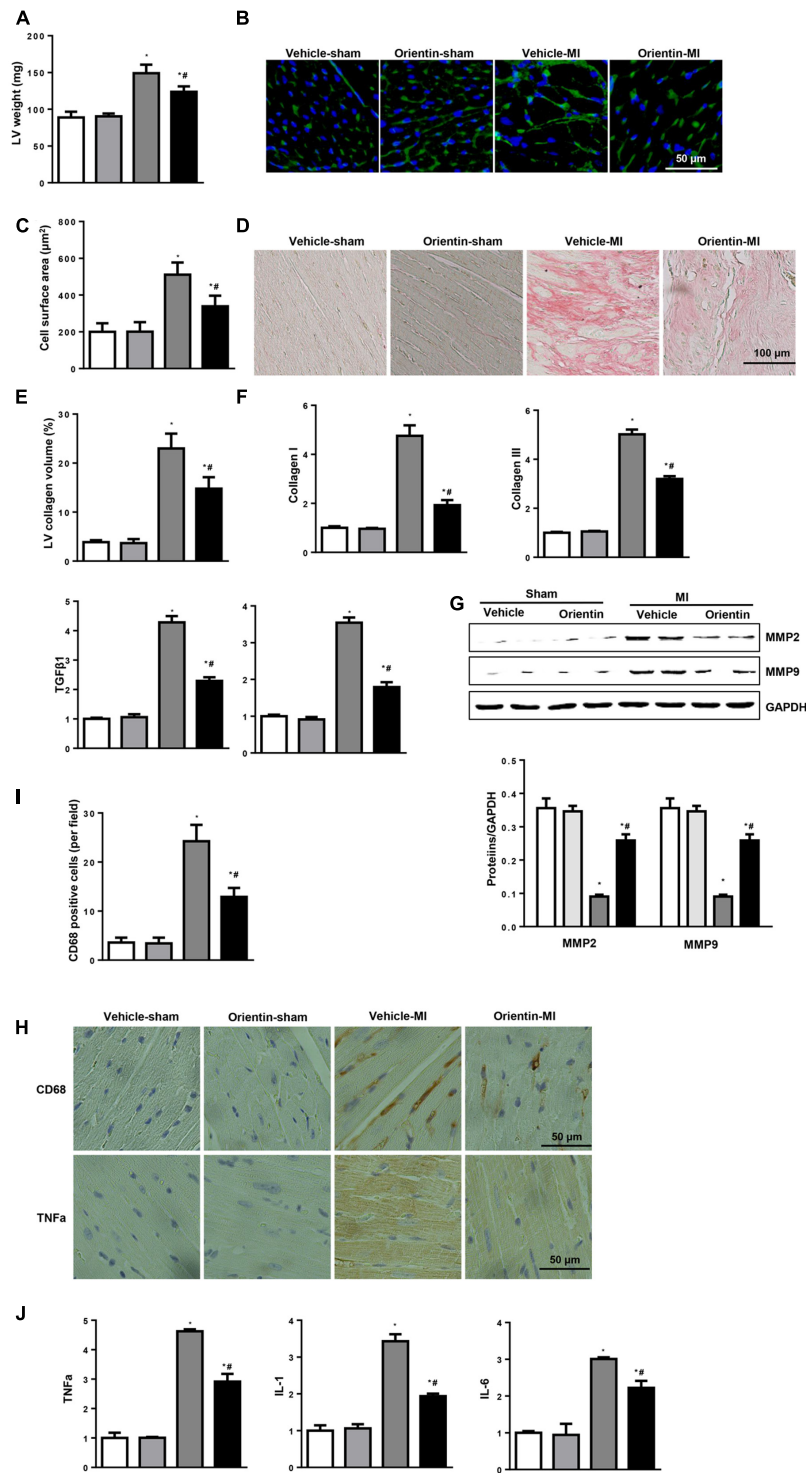 A
LV weight (mg)
200
150
100
50
0
*
*#
B
Vehicle-sham Orientin-sham Vehicle-MI Orientin-MI
50 µm
C
Cell surface area (µm²)
800
600
400
200
0
*
*#
D
Vehicle-sham Orientin-sham Vehicle-MI Orientin-MI
100 µm
E
LV collagen volume (%)
30
20
10
0
*
*#
F
Collagen I
6
4
2
0
*
*#
Collagen III
6
4
2
0
*
*#
TGFβ1
5
4
3
2
1
0
*
*#
4
3
2
1
0
*
*#
G
Sham MI
Vehicle Orientin Vehicle Orientin
MMP2
MMP9
GAPDH
Proteiins/GAPDH
0.5
0.4
0.3
0.2
0.1
0.0
*
*#
*
*#
MMP2 MMP9
I
CD68 positive cells (per field)
30
20
10
0
*
*#
H
Vehicle-sham Orientin-sham Vehicle-MI Orientin-MI
CD68
50 µm
TNFa
50 µm
J
TNFa
5
4
3
2
1
0
*
*#
IL-1
4
3
2
1
0
*
*#
IL-6
4
3
2
1
0
*
*#